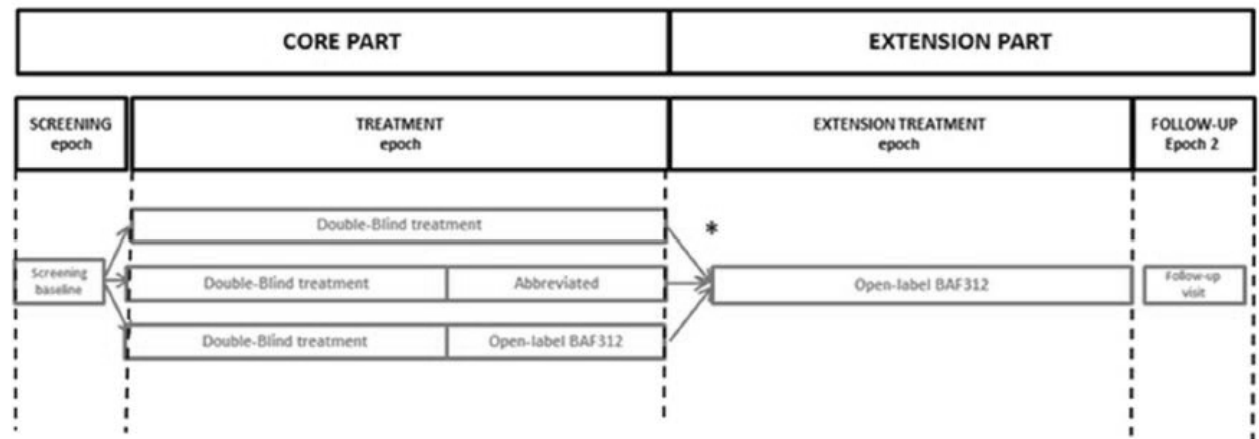 CORE PART
EXTENSION PART
SCREENING
epoch
TREATMENT
epoch
EXTENSION TREATMENT
epoch
FOLLOW-UP
Epoch 2
Double-Blind treatment
*
Screening
baseline
Double-Blind treatment
Abbreviated
Open-label BAF312
Follow-up
visit
Double-Blind treatment
Open-label BAF312